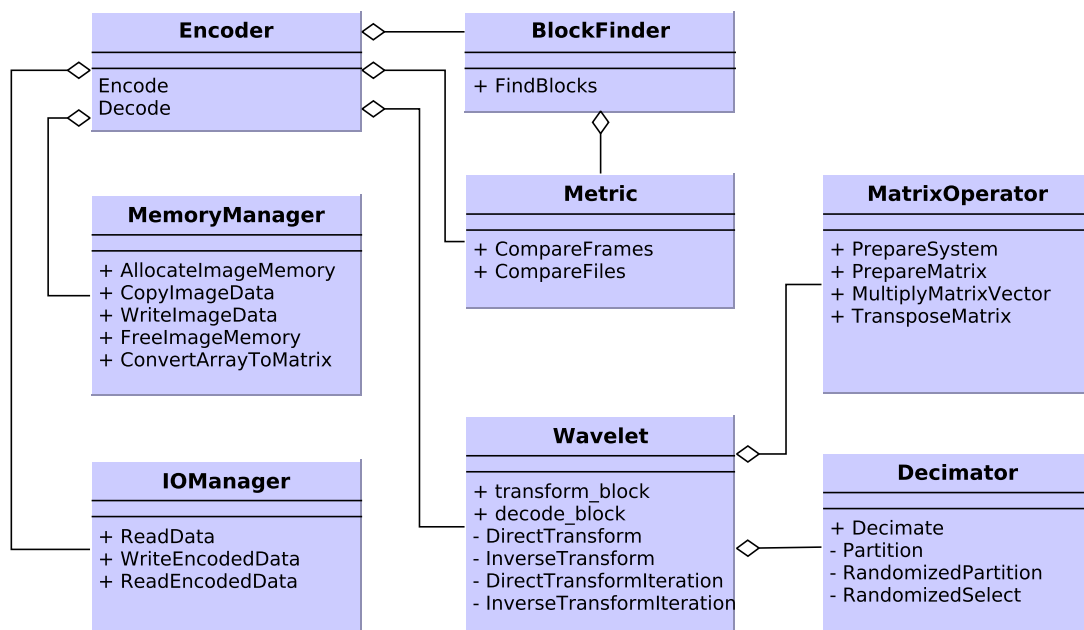 Encoder
Encode
Decode
BlockFinder
+ FindBlocks
MemoryManager
+ AllocateImageMemory
+ CopyImageData
+ WriteImageData
+ FreeImageMemory
+ ConvertArrayToMatrix
Metric
+ CompareFrames
+ CompareFiles
MatrixOperator
+ PrepareSystem
+ PrepareMatrix
+ MultiplyMatrixVector
+ TransposeMatrix
IOManager
+ ReadData
+ WriteEncodedData
+ ReadEncodedData
Wavelet
+ transform_block
+ decode_block
- DirectTransform
- InverseTransform
- DirectTransformIteration
- InverseTransformIteration
Decimator
+ Decimate
- Partition
- RandomizedPartition
- RandomizedSelect